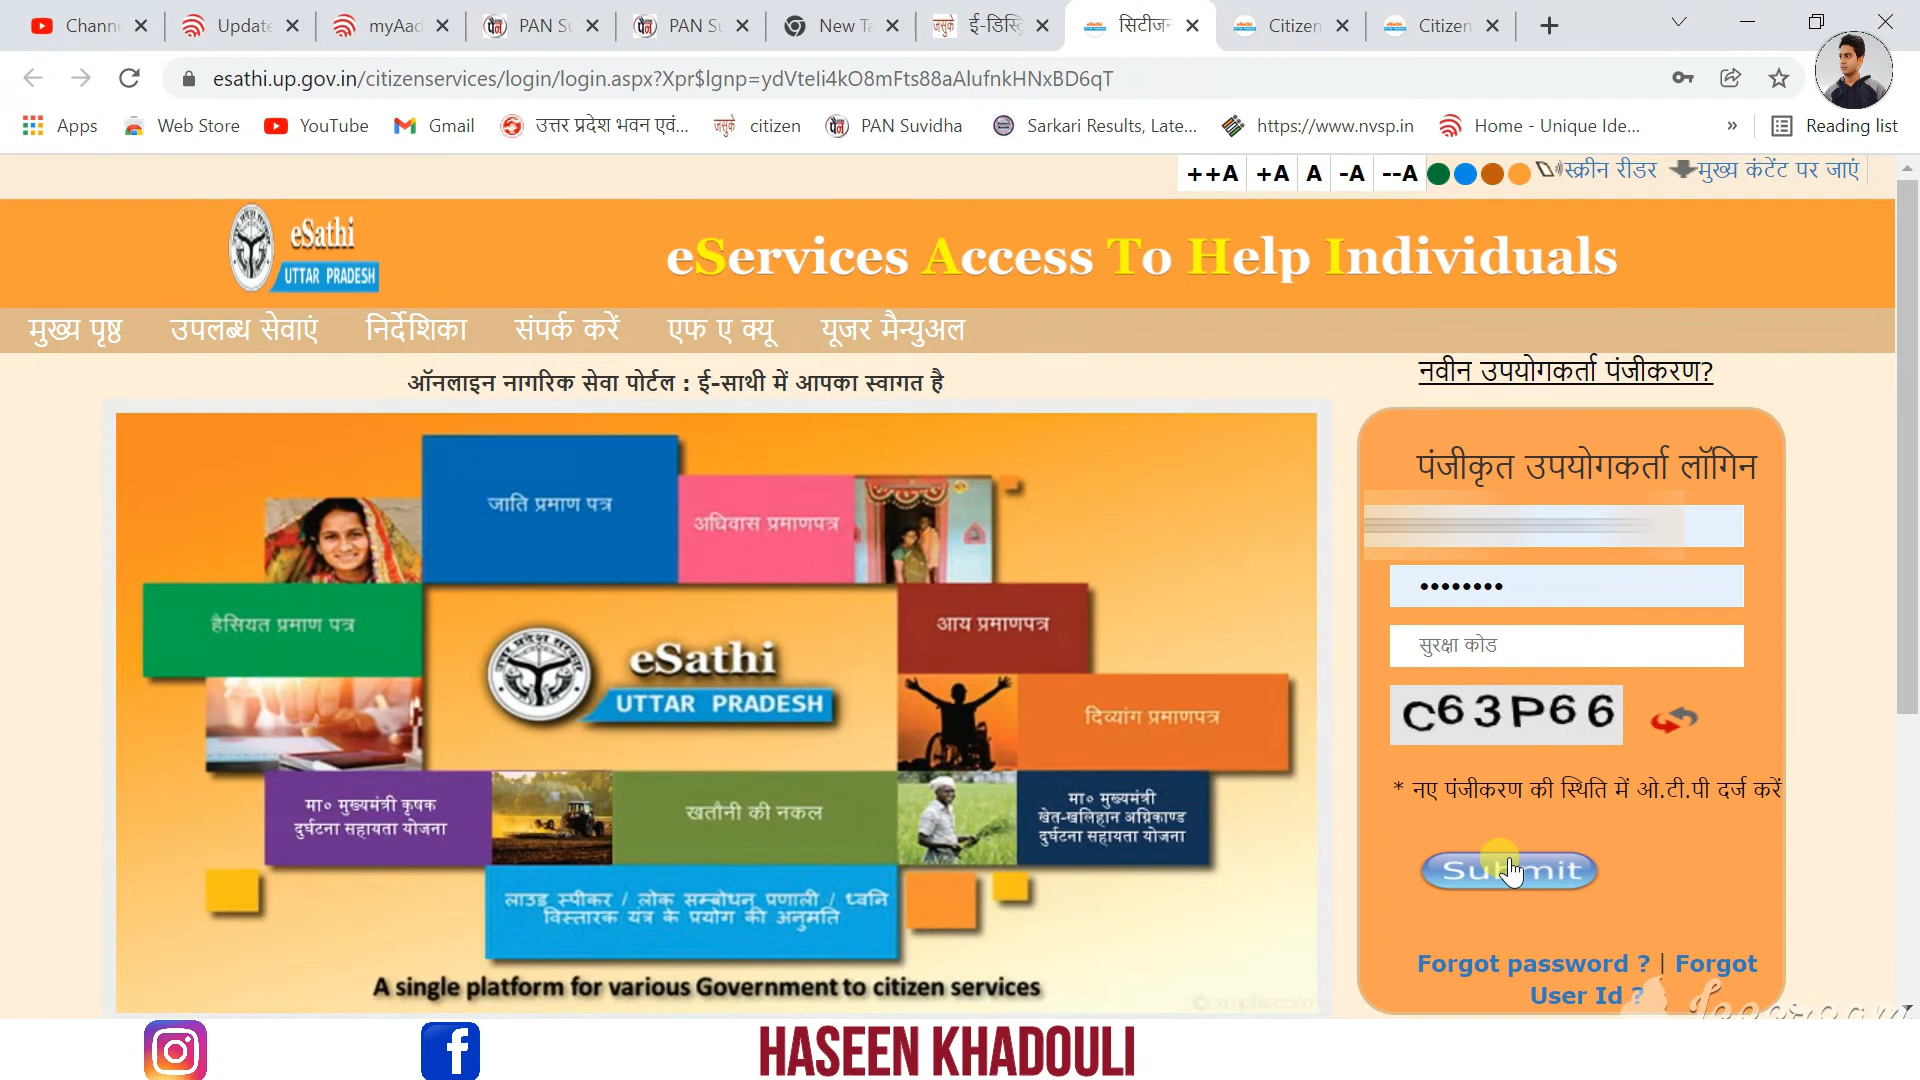 Chann
Update
myAad
PAN Su
PAN Su
New Ta
ई-डिस्ट्रि
सिटीजन
Citizen
Citizen
esathi.up.gov.in/citizenservices/login/login.aspx?Xpr$lgnp=ydVteIi4kO8mFts88aAlufnkHNxBD6qT
Apps
Web Store
YouTube
Gmail
उत्तर प्रदेश भवन एवं...
citizen
PAN Suvidha
Sarkari Results, Late...
https://www.nvsp.in
Home - Unique Ide...
»
Reading list
++A +A A -A --A
स्क्रीन रीडर
मुख्य कंटेंट पर जाएं
eSathi
UTTAR PRADESH
eServices Access To Help Individuals
मुख्य पृष्ठ
उपलब्ध सेवाएं
निर्देशिका
संपर्क करें
एफ ए क्यू
यूजर मैन्युअल
ऑनलाइन नागरिक सेवा पोर्टल : ई-साथी में आपका स्वागत है
नवीन उपयोगकर्ता पंजीकरण?
जाति प्रमाण पत्र
अधिवास प्रमाणपत्र
हैसियत प्रमाण पत्र
आय प्रमाणपत्र
eSathi
UTTAR PRADESH
दिव्यांग प्रमाणपत्र
मा० मुख्यमंत्री कृषक
दुर्घटना सहायता योजना
खतौनी की नकल
मा० मुख्यमंत्री
खेत-खलिहान अग्निकाण्ड
दुर्घटना सहायता योजना
लाउड स्पीकर / लोक सम्बोधन प्रणाली / ध्वनि
विस्तारक यंत्र के प्रयोग की अनुमति
A single platform for various Government to citizen services
पंजीकृत उपयोगकर्ता लॉगिन
सुरक्षा कोड
C63P66
* नए पंजीकरण की स्थिति में ओ.टी.पी दर्ज करें
Submit
Forgot password ? | Forgot
User Id ?
HASEEN KHADOULI